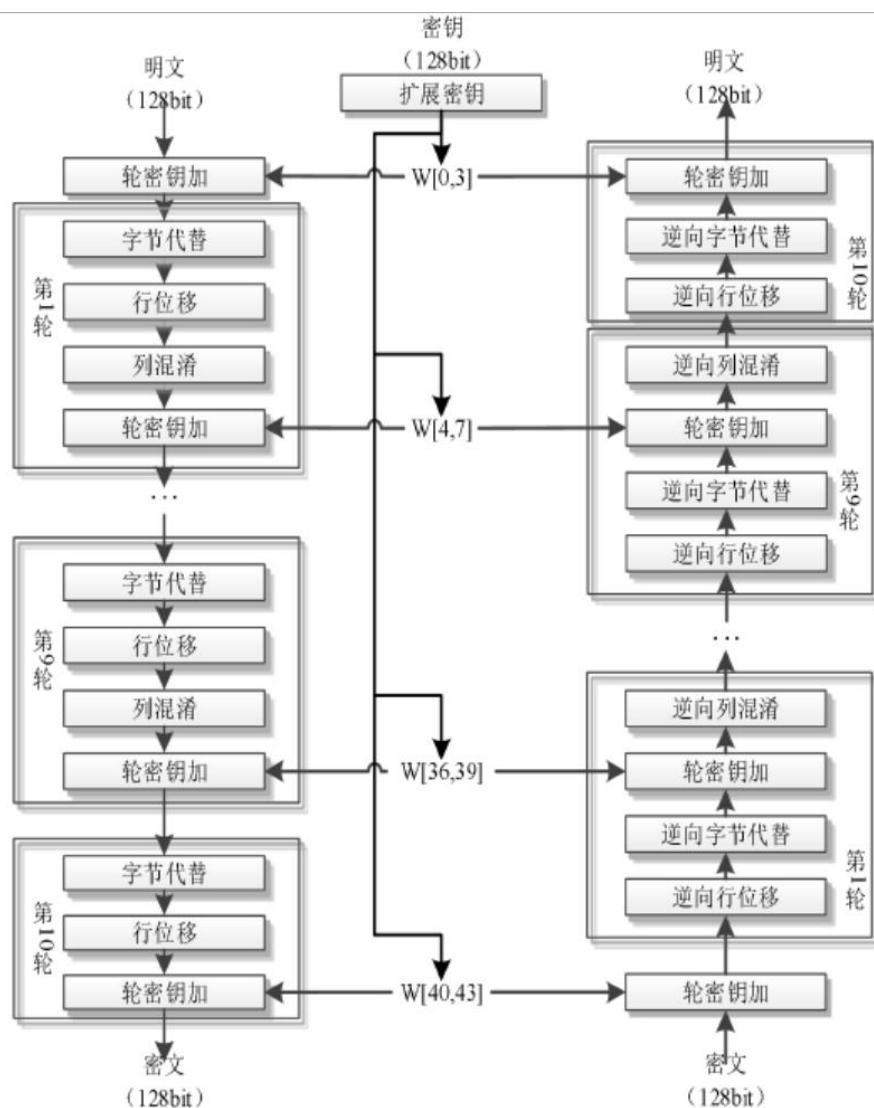 密钥
（128bit）
扩展密钥
明文
（128bit）
轮密钥加
第1轮
字节代替
行位移
列混淆
轮密钥加
...
第9轮
字节代替
行位移
列混淆
轮密钥加
第10轮
字节代替
行位移
轮密钥加
密文
（128bit）
W[0,3]
W[4,7]
W[36,39]
W[40,43]
明文
（128bit）
轮密钥加
逆向字节代替
逆向行位移
第10轮
逆向列混淆
轮密钥加
逆向字节代替
逆向行位移
第9轮
...
逆向列混淆
轮密钥加
逆向字节代替
逆向行位移
第1轮
轮密钥加
密文
（128bit）